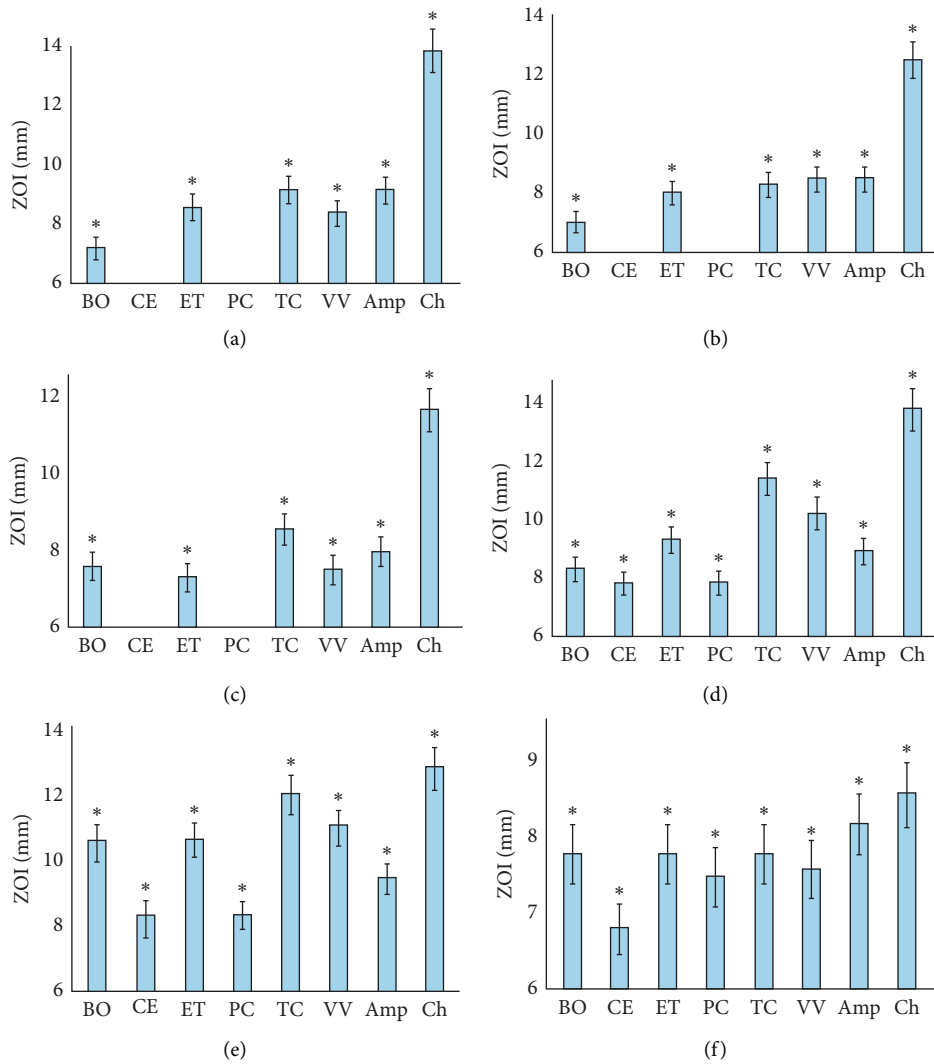 ZOI (mm)
14
12
10
8
6
* * * * * *
BO CE ET PC TC VV Amp Ch
(a)
ZOI (mm)
14
12
10
8
6
* * * * * *
BO CE ET PC TC VV Amp Ch
(b)
ZOI (mm)
12
10
8
6
* * * * * *
BO CE ET PC TC VV Amp Ch
(c)
ZOI (mm)
14
12
10
8
6
* * * * * * * *
BO CE ET PC TC VV Amp Ch
(d)
ZOI (mm)
14
12
10
8
6
* * * * * * * *
BO CE ET PC TC VV Amp Ch
(e)
ZOI (mm)
9
8
7
6
* * * * * * * *
BO CE ET PC TC VV Amp Ch
(f)